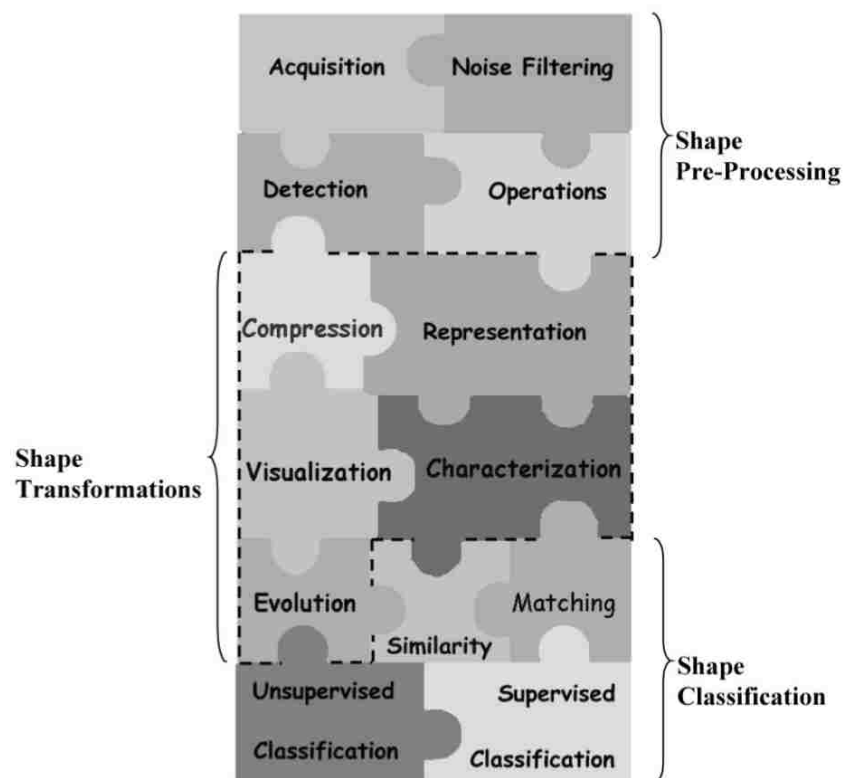 Acquisition
Noise Filtering
Shape
Pre-Processing
Detection
Operations
Compression
Representation
Shape
Transformations
Visualization
Characterization
Evolution
Similarity
Matching
Shape
Classification
Unsupervised
Classification
Supervised
Classification